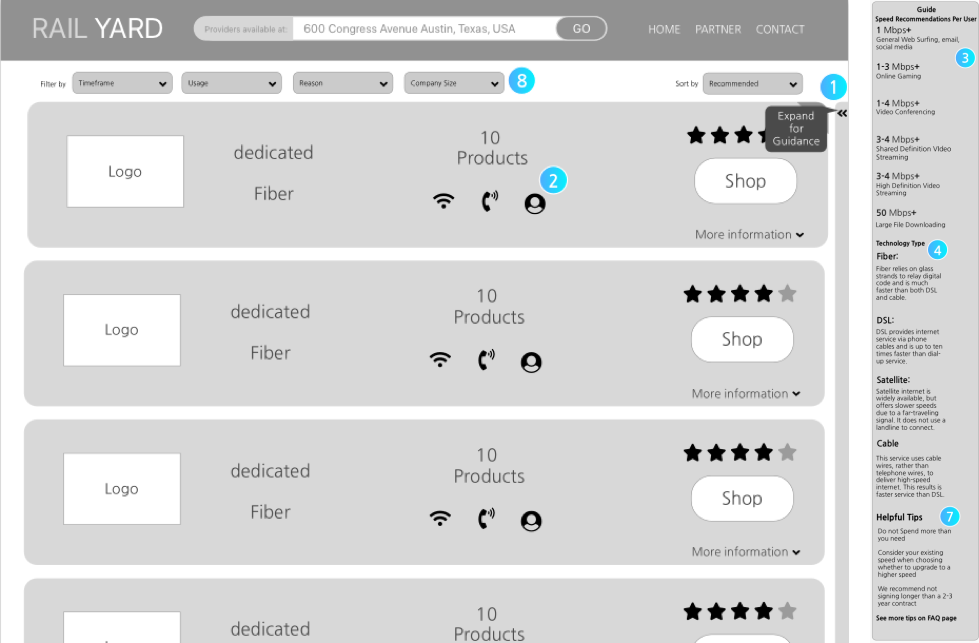 RAIL YARD
Providers available at:
600 Congress Avenue Austin, Texas, USA
GO
HOME
PARTNER
CONTACT
Filter by
Timeframe
Usage
Reason
Company Size
8
Sort by
Recommended
1
Expand
for
Guidance
Logo
dedicated
Fiber
10
Products
2
Shop
More information
Logo
dedicated
Fiber
10
Products
Shop
More information
Logo
dedicated
Fiber
10
Products
Shop
More information
dedicated
10
Products
Guide
Speed Recommendations Per User
1 Mbps+
General Web Surfing, email,
social media
3
1-3 Mbps+
Online Gaming
1-4 Mbps+
Video Conferencing
3-4 Mbps+
Shared Definition Video
Streaming
3-4 Mbps+
High Definition Video
Streaming
50 Mbps+
Large File Downloading
Technology Type
4
Fiber:
Fiber relies on glass
strands to relay digital
code and is much
faster than both DSL
and cable.
DSL:
DSL provides internet
service via phone
cables and is up to ten
times faster than dial-
up service.
Satellite:
Satellite internet is
widely available, but
offers slower speeds
due to a far-traveling
signal. It does not use a
landline to connect.
Cable
This service uses cable
wires, rather than
telephone wires, to
deliver high-speed
internet. This results is
faster service than DSL.
Helpful Tips
7
Do not Spend more than
you need
Consider your existing
speed when choosing
whether to upgrade to a
higher speed
We recommend not
signing longer than a 2-3
year contract
See more tips on FAQ page